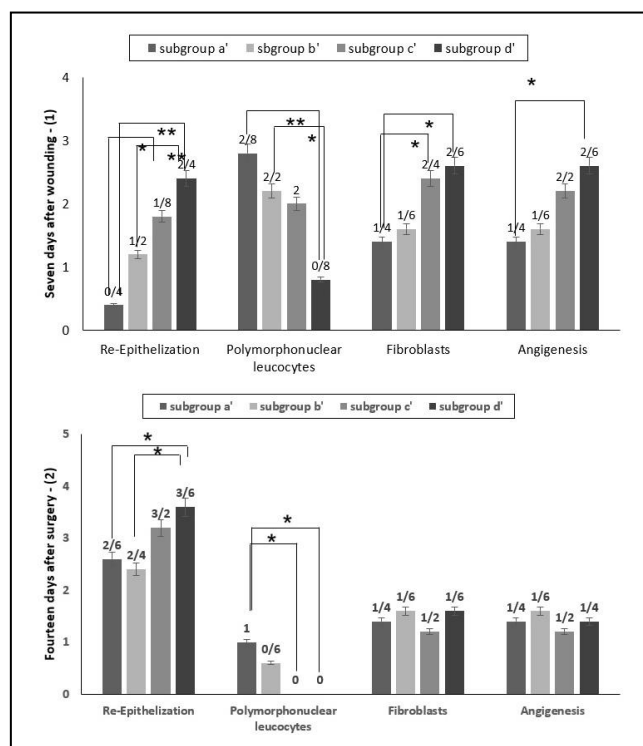 subgroup a' sbgroup b' subgroup c' subgroup d'
Seven days after wounding - (1)
4
3
2
1
0
** * **
0/4 1/2 1/8 2/4
** *
2/8 2/2 2 0/8
* *
1/4 1/6 2/4 2/6
*
1/4 1/6 2/2 2/6
Re-Epithelization Polymorphonuclear leucocytes Fibroblasts Angigenesis
subgroup a' subgroup b' subgroup c' subgroup d'
Fourteen days after surgery - (2)
5
4
3
2
1
0
* *
2/6 2/4 3/2 3/6
* *
1 0/6 0 0
1/4 1/6 1/2 1/6
1/4 1/6 1/2 1/4
Re-Epithelization Polymorphonuclear leucocytes Fibroblasts Angigenesis